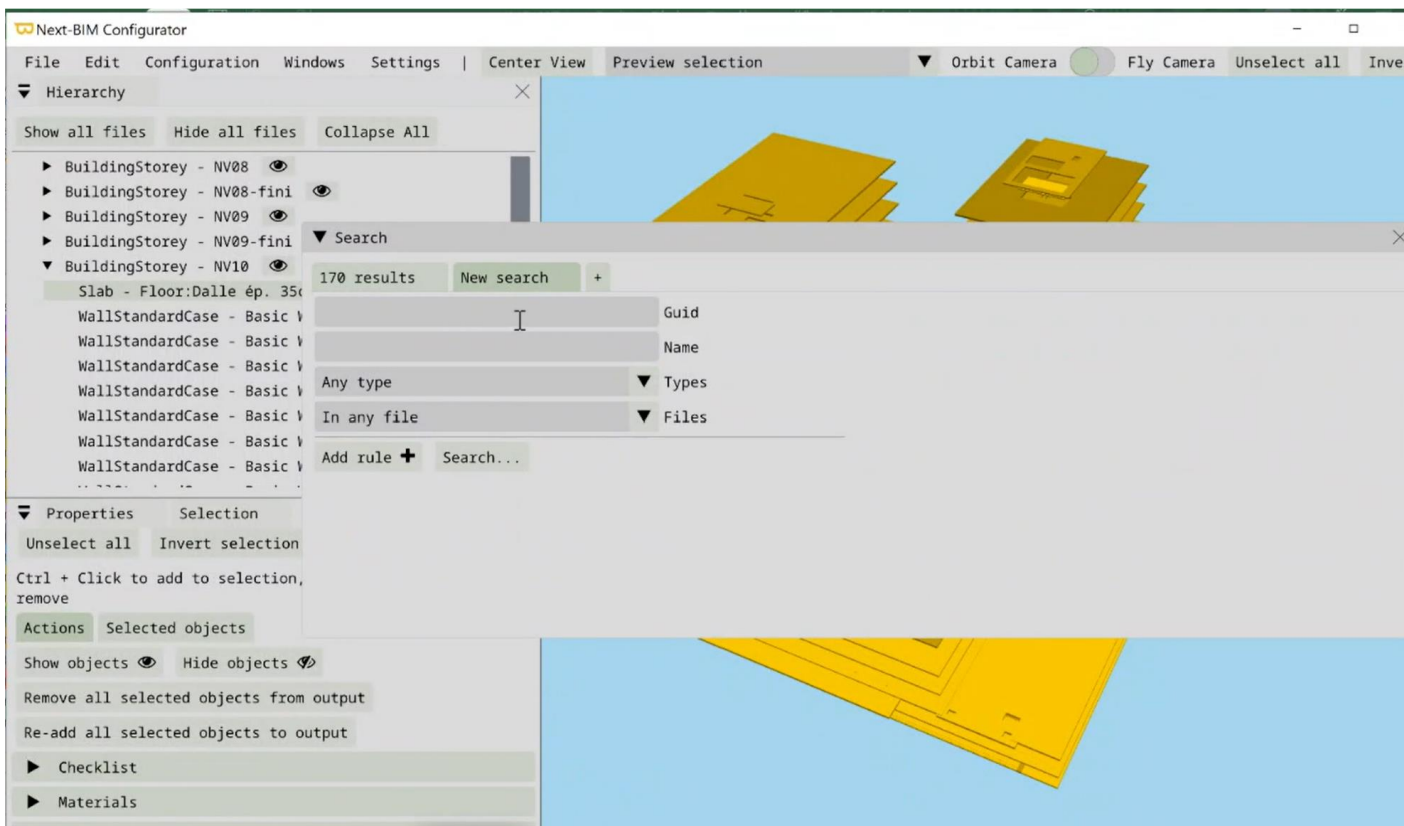 Next-BIM Configurator
File Edit Configuration Windows Settings | Center View Preview selection Orbit Camera Fly Camera Unselect all Inve
Hierarchy
Show all files Hide all files Collapse All
BuildingStorey - NV08
BuildingStorey - NV08-fini
BuildingStorey - NV09
BuildingStorey - NV09-fini
BuildingStorey - NV10
Slab - Floor:Dalle ép. 35
WallStandardCase - Basic
WallStandardCase - Basic
WallStandardCase - Basic
WallStandardCase - Basic
WallStandardCase - Basic
WallStandardCase - Basic
WallStandardCase - Basic
Search
170 results New search +
Guid
Name
Any type Types
In any file Files
Add rule + Search...
Properties Selection
Unselect all Invert selection
Ctrl + Click to add to selection,
remove
Actions Selected objects
Show objects Hide objects
Remove all selected objects from output
Re-add all selected objects to output
Checklist
Materials